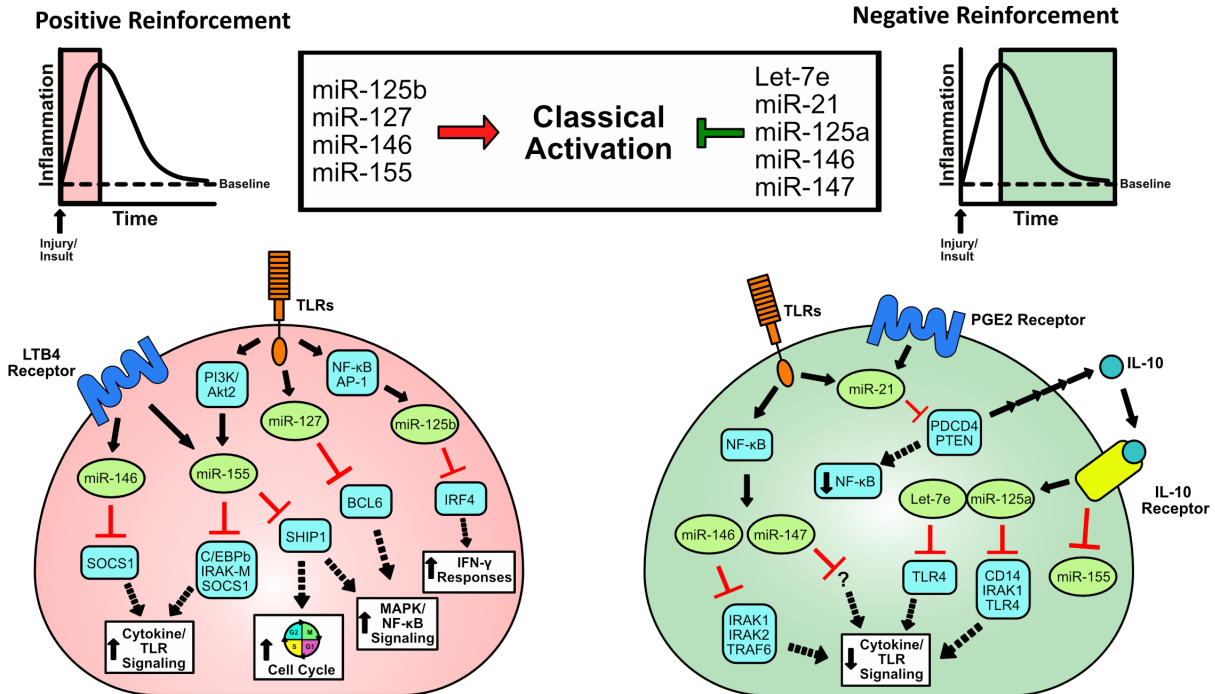 Positive Reinforcement
Negative Reinforcement
Inflammation
Baseline
Time
Injury/
Insult
miR-125b
miR-127
miR-146
miR-155
Classical
Activation
Let-7e
miR-21
miR-125a
miR-146
miR-147
Inflammation
Baseline
Time
Injury/
Insult
TLRs
LTB4
Receptor
PI3K/
Akt2
NF-κB
AP-1
miR-127
miR-125b
miR-146
miR-155
BCL6
IRF4
SOCS1
C/EBPb
IRAK-M
SOCS1
SHIP1
IFN-γ
Responses
Cytokine/
TLR
Signaling
G2
M
S
G1
Cell Cycle
MAPK/
NF-κB
Signaling
TLRs
PGE2 Receptor
IL-10
miR-21
PDCD4
PTEN
NF-κB
NF-κB
IL-10
Receptor
Let-7e
miR-125a
miR-146
miR-147
?
TLR4
CD14
IRAK1
TLR4
miR-155
IRAK1
IRAK2
TRAF6
Cytokine/
TLR
Signaling